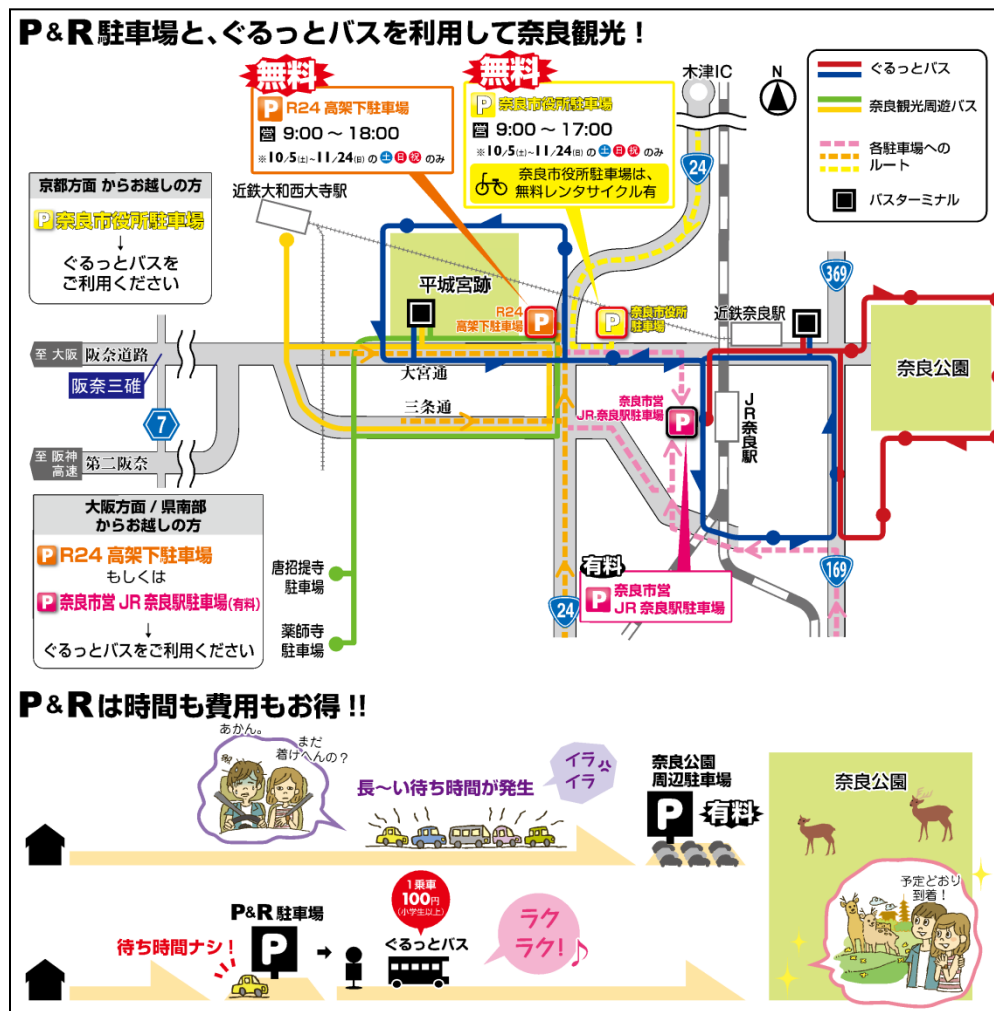 P&R 駐車場と、ぐるっとバスを利用して奈良観光！
無料
P R24 高架下駐車場
営 9:00 ～ 18:00
※10/5(土)～11/24(日) の 土 日 祝 のみ
無料
P 奈良市役所駐車場
営 9:00 ～ 17:00
※10/5(土)～11/24(日) の 土 日 祝 のみ
奈良市役所駐車場は、
無料レンタサイクル有
木津IC
24
N
ぐるっとバス
奈良観光周遊バス
各駐車場への
ルート
バスターミナル
京都方面 からお越しの方
P 奈良市役所駐車場
↓
ぐるっとバスを
ご利用ください
近鉄大和西大寺駅
平城宮跡
R24
高架下駐車場
P
P
奈良市役所
駐車場
近鉄奈良駅
369
奈良公園
至 大阪
阪奈道路
阪奈三碓
7
大宮通
三条通
奈良市営
JR 奈良駅駐車場
P
JR奈良駅
至 阪神
高速
第二阪奈
大阪方面 / 県南部
からお越しの方
P R24 高架下駐車場
もしくは
P 奈良市営 JR 奈良駅駐車場(有料)
↓
ぐるっとバスをご利用ください
唐招提寺
駐車場
薬師寺
駐車場
24
有料
P 奈良市営
JR 奈良駅駐車場
169
P&R は時間も費用もお得 !!
あかん。
まだ
着けへんの？
長～い待ち時間が発生
イラ
イラ
奈良公園
周辺駐車場
P
有料
奈良公園
待ち時間ナシ！
P&R 駐車場
P
1乗車
100円
(小学生以上)
ぐるっとバス
ラク
ラク!♪
予定どおり
到着！